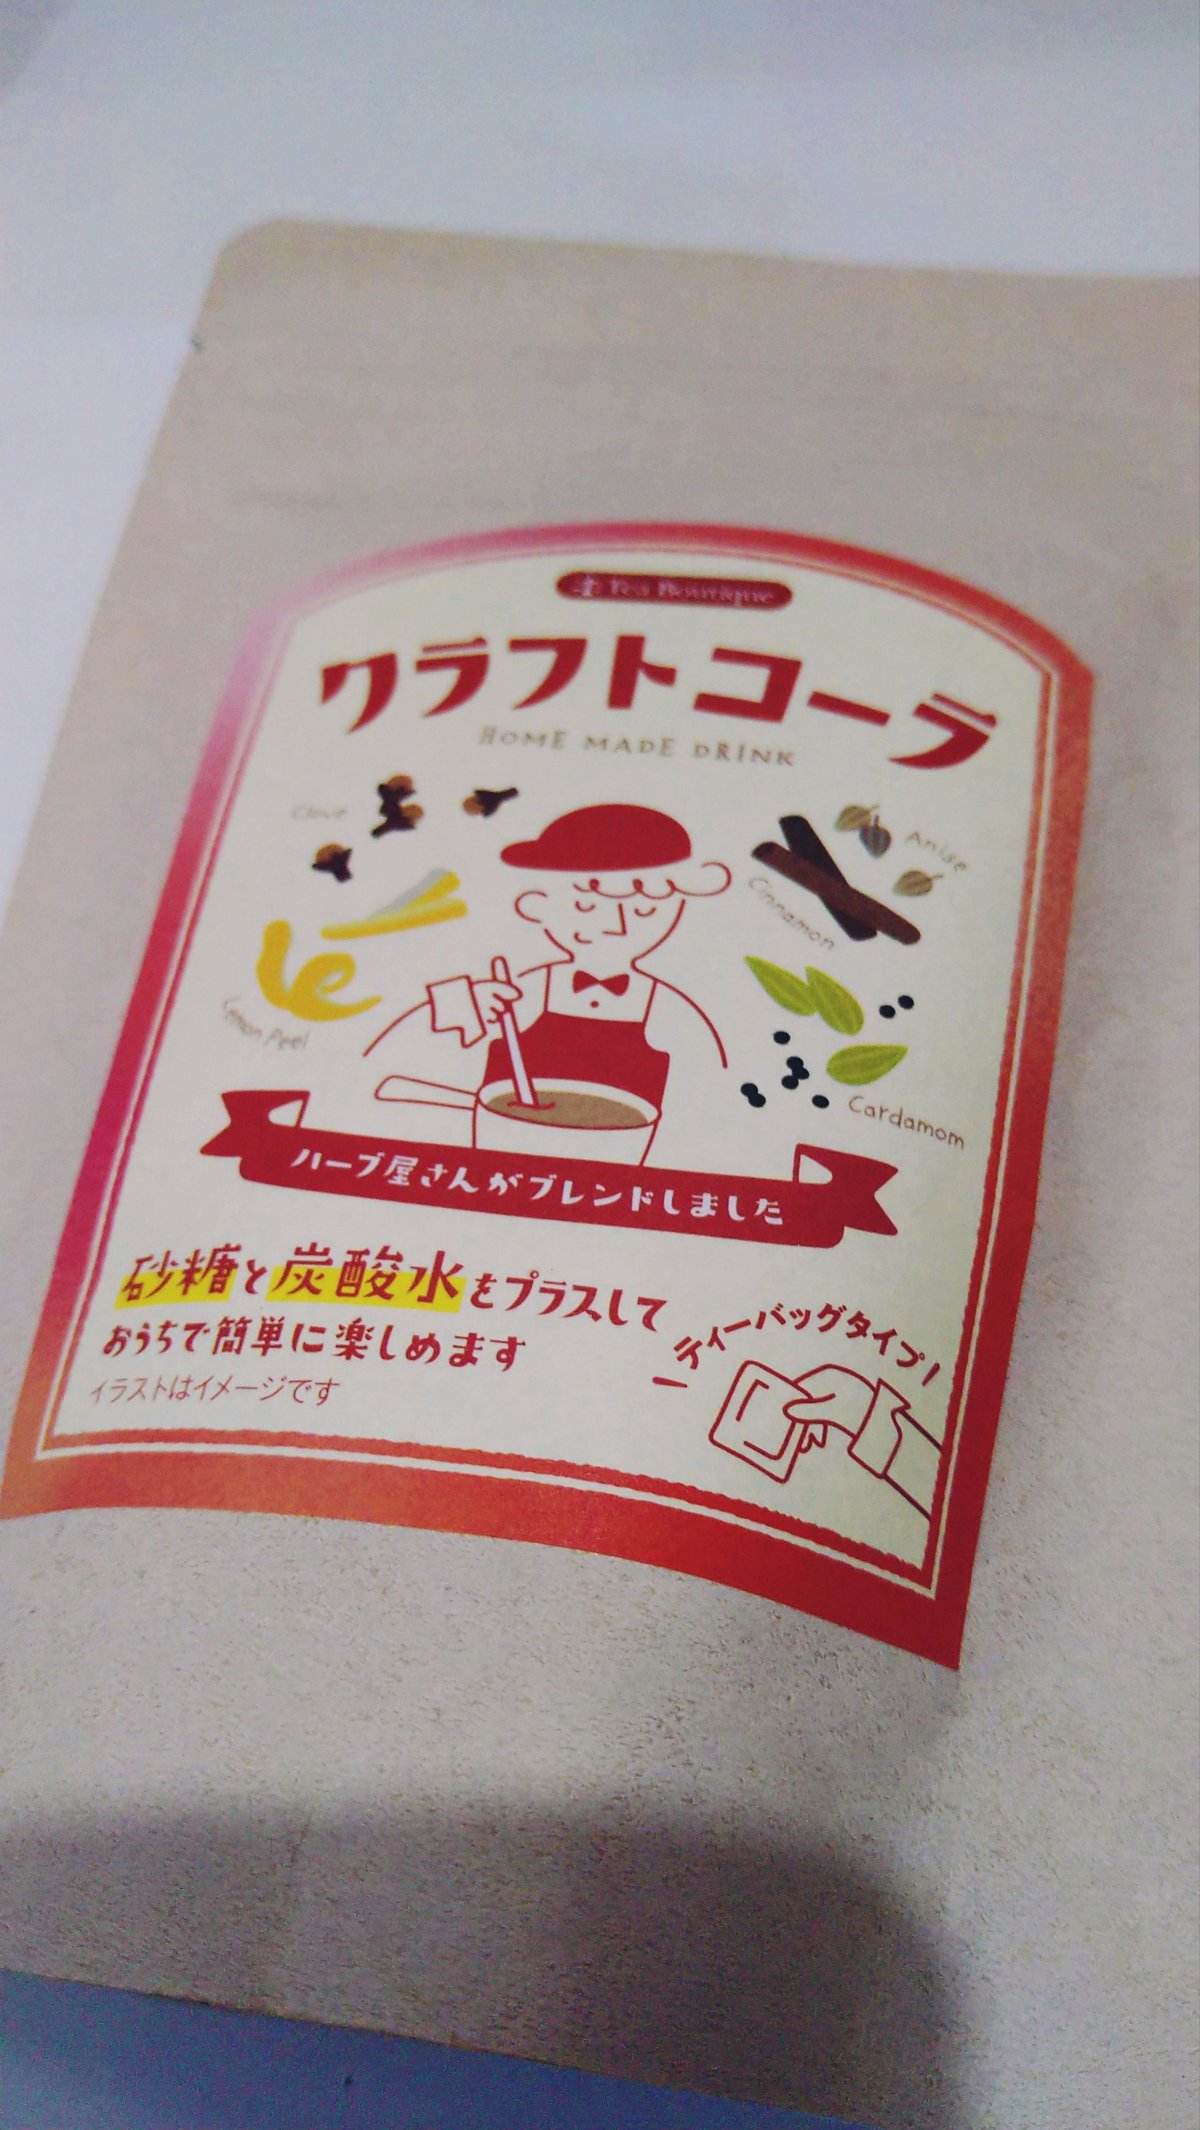 Tea Boutique
クラフトコーラ
HOME MADE DRINK
Clove
Anise
Cinnamon
Lemon Peel
Cardamom
ハーブ屋さんがブレンドしました
砂糖と炭酸水をプラスして
おうちで簡単に楽しめます
イラストはイメージです
ティーバッグタイプ